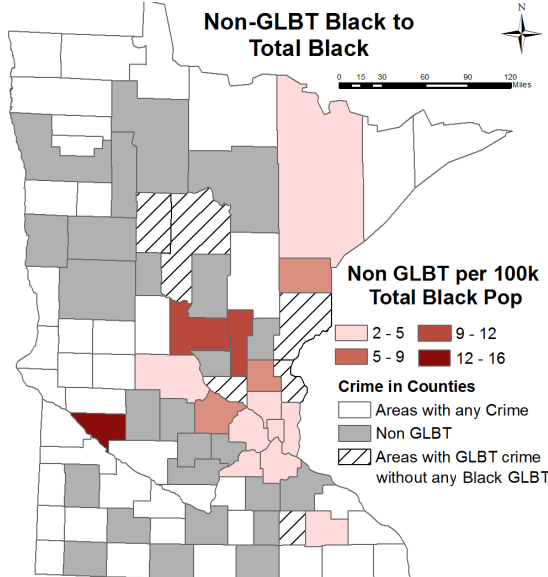 Non-GLBT Black to
Total Black
N
0 15 30 60 90 120
Miles
Non GLBT per 100k
Total Black Pop
2 - 5
9 - 12
5 - 9
12 - 16
Crime in Counties
Areas with any Crime
Non GLBT
Areas with GLBT crime
without any Black GLBT